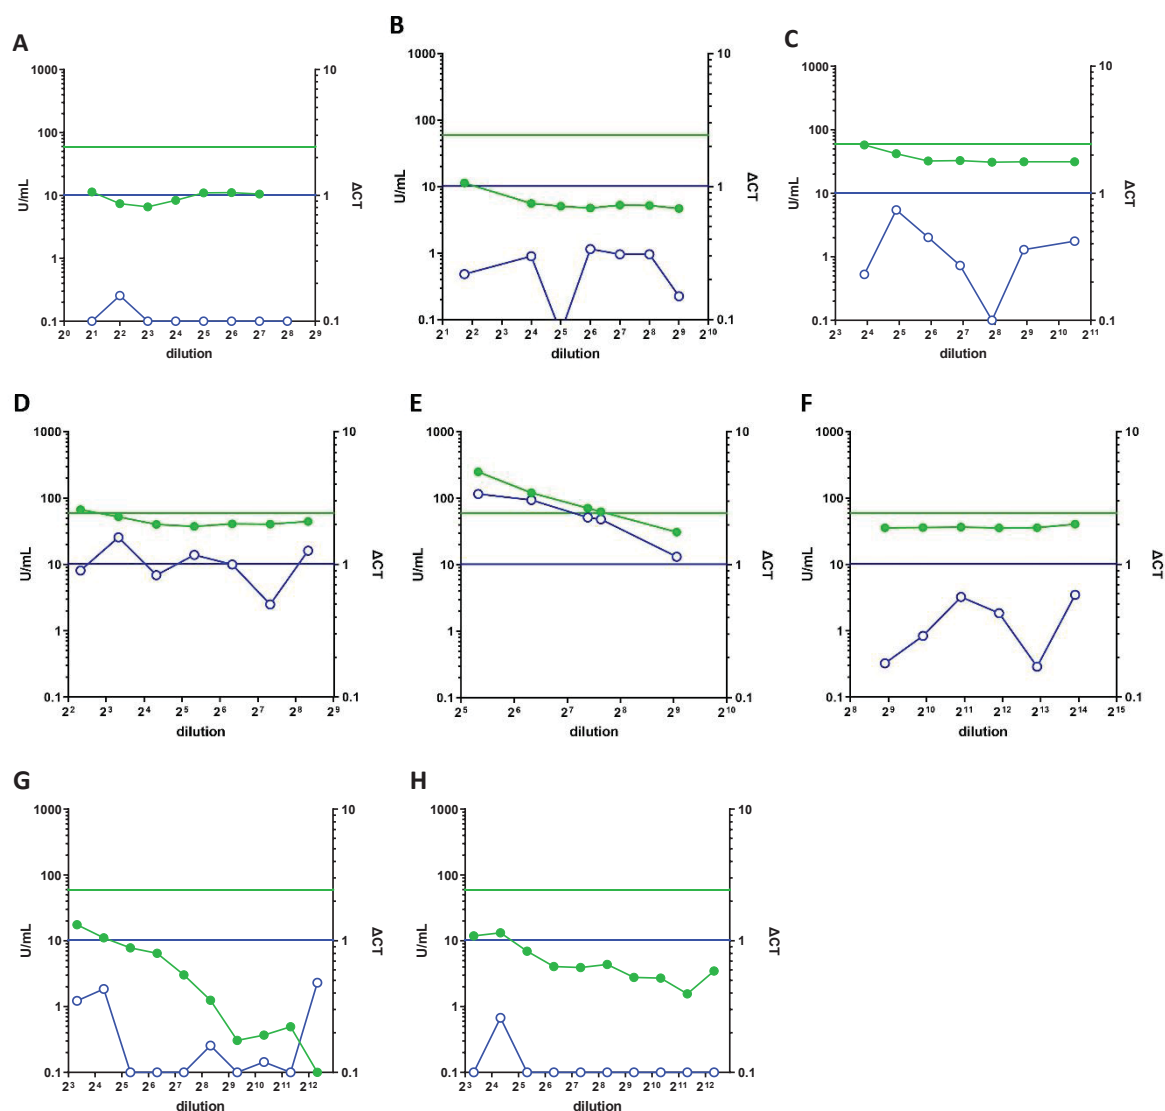 A
1000
100
10
1
0.1
U/mL
10
1
0.1
ΔCT
2⁰ 2¹ 2² 2³ 2⁴ 2⁵ 2⁶ 2⁷ 2⁸ 2⁹
dilution
B
1000
100
10
1
0.1
U/mL
10
1
0.1
ΔCT
2¹ 2² 2³ 2⁴ 2⁵ 2⁶ 2⁷ 2⁸ 2⁹ 2¹⁰
dilution
C
1000
100
10
1
0.1
U/mL
10
1
0.1
ΔCT
2³ 2⁴ 2⁵ 2⁶ 2⁷ 2⁸ 2⁹ 2¹⁰ 2¹¹
dilution
D
1000
100
10
1
0.1
U/mL
10
1
0.1
ΔCT
2² 2³ 2⁴ 2⁵ 2⁶ 2⁷ 2⁸ 2⁹
dilution
E
1000
100
10
1
0.1
U/mL
10
1
0.1
ΔCT
2⁵ 2⁶ 2⁷ 2⁸ 2⁹ 2¹⁰
dilution
F
1000
100
10
1
0.1
U/mL
10
1
0.1
ΔCT
2⁸ 2⁹ 2¹⁰ 2¹¹ 2¹² 2¹³ 2¹⁴ 2¹⁵
dilution
G
1000
100
10
1
0.1
U/mL
10
1
0.1
ΔCT
2³ 2⁴ 2⁵ 2⁶ 2⁷ 2⁸ 2⁹ 2¹⁰ 2¹¹ 2¹²
dilution
H
1000
100
10
1
0.1
U/mL
10
1
0.1
ΔCT
2³ 2⁴ 2⁵ 2⁶ 2⁷ 2⁸ 2⁹ 2¹⁰ 2¹¹ 2¹²
dilution